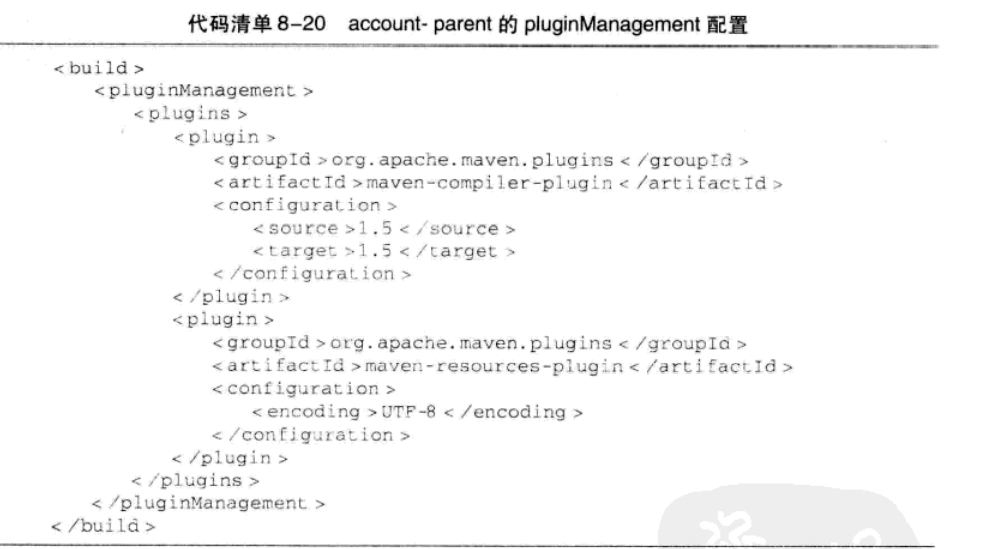 代码清单8-20 account- parent 的 pluginManagement 配置
<build>
<pluginManagement>
<plugins>
<plugin>
<groupId>org.apache.maven.plugins</groupId>
<artifactId>maven-compiler-plugin</artifactId>
<configuration>
<source>1.5</source>
<target>1.5</target>
</configuration>
</plugin>
<plugin>
<groupId>org.apache.maven.plugins</groupId>
<artifactId>maven-resources-plugin</artifactId>
<configuration>
<encoding>UTF-8</encoding>
</configuration>
</plugin>
</plugins>
</pluginManagement>
</build>